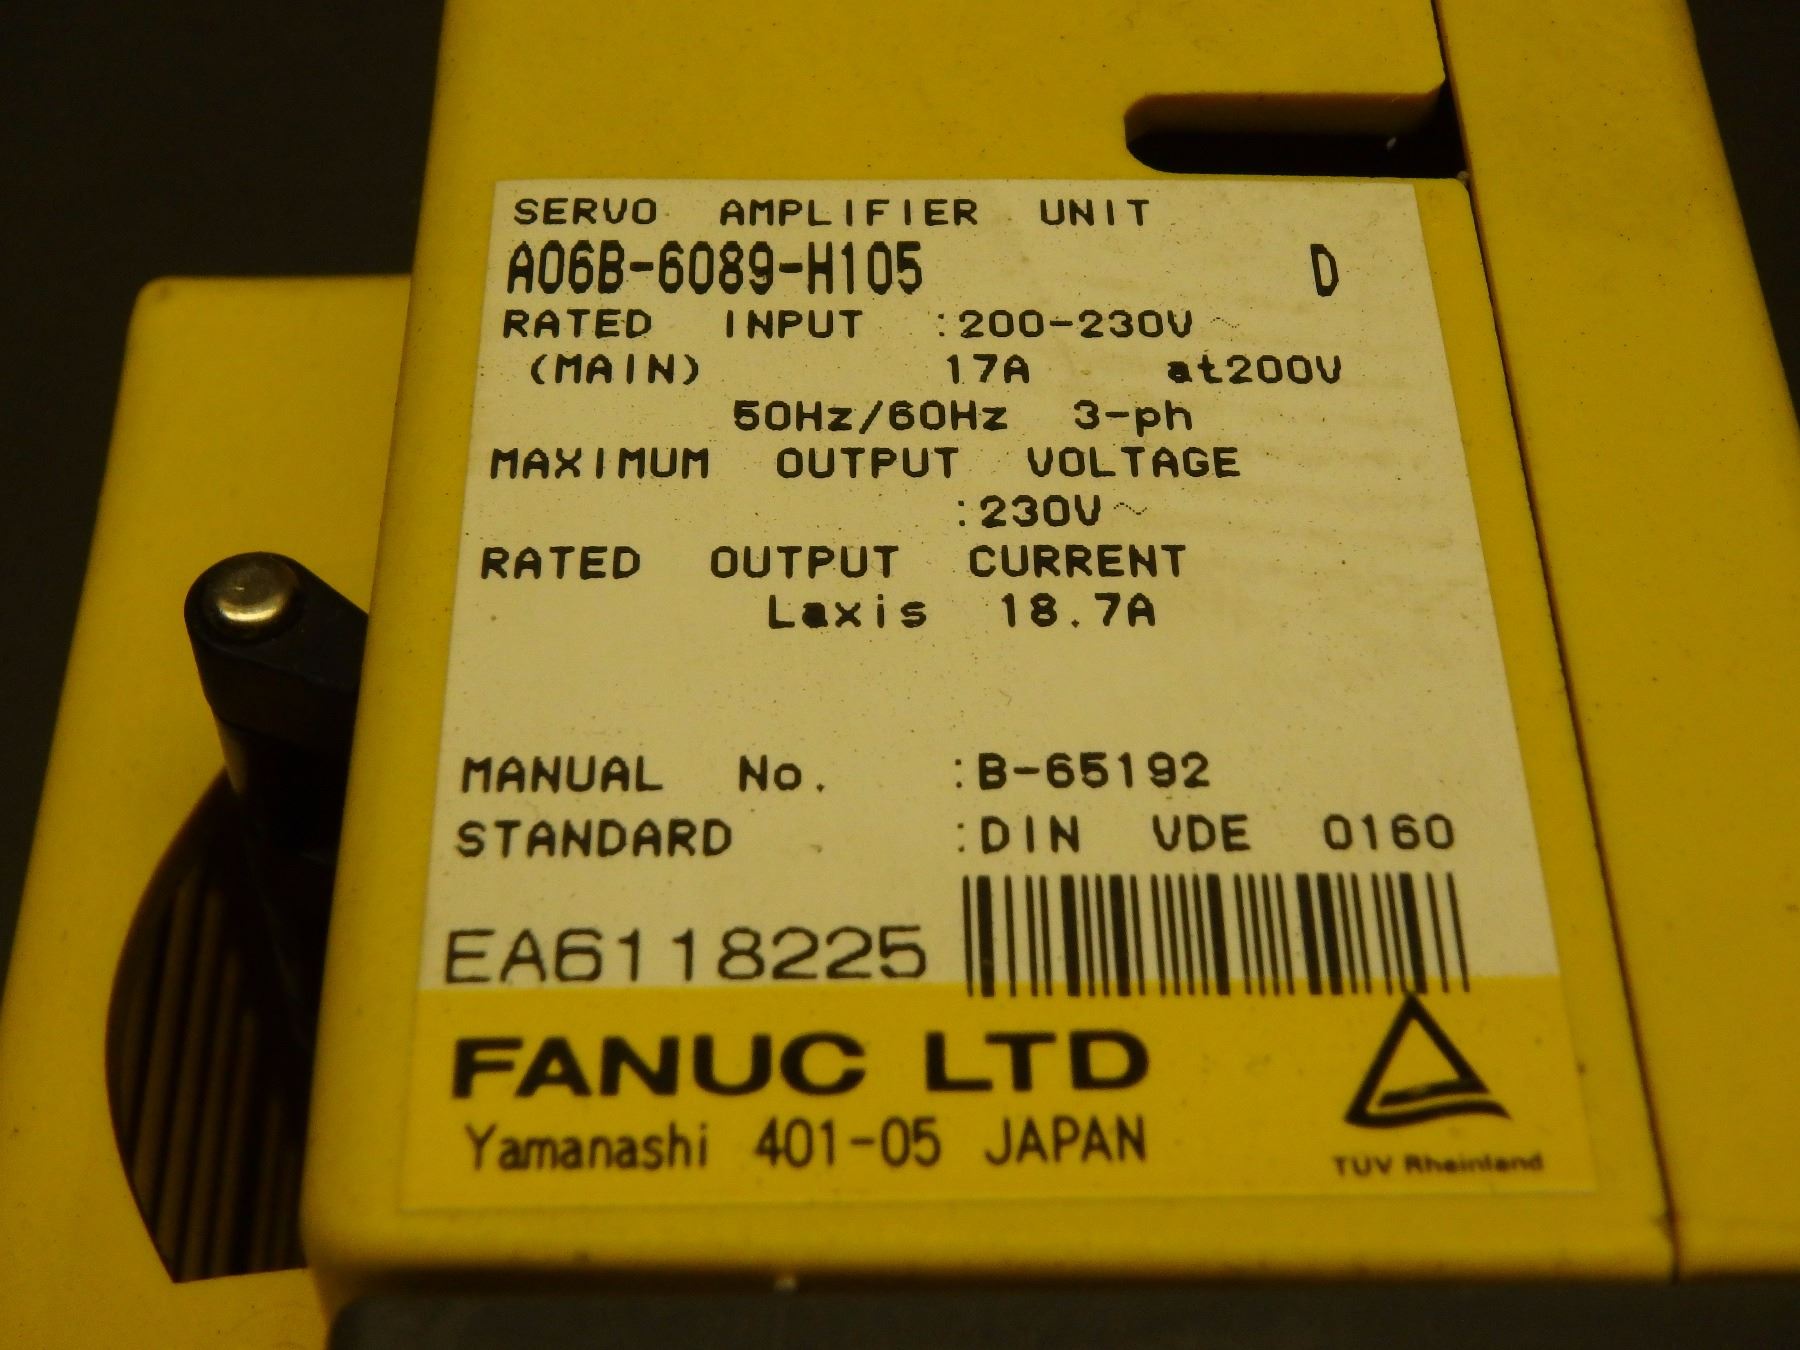 SERVO AMPLIFIER UNIT
A06B-6089-H105 D
RATED INPUT :200-230V~
(MAIN) 17A at200V
50Hz/60Hz 3-ph
MAXIMUM OUTPUT VOLTAGE
:230V~
RATED OUTPUT CURRENT
Laxis 18.7A
MANUAL No. :B-65192
STANDARD :DIN VDE 0160
EA6118225
FANUC LTD
Yamanashi 401-05 JAPAN
TUV Rheinland